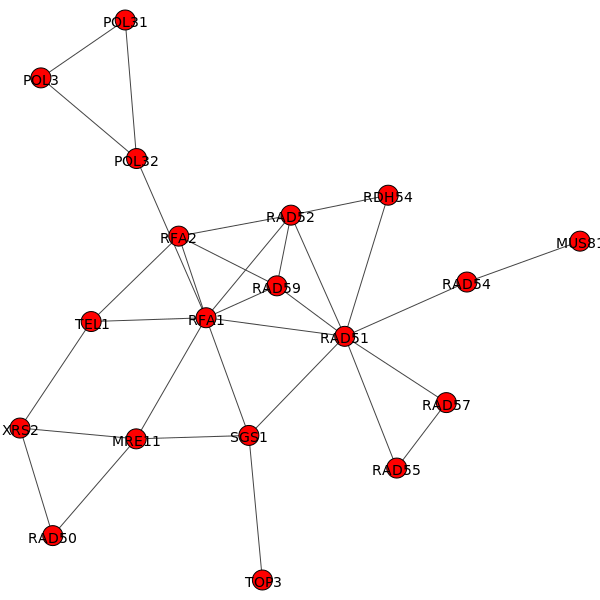 POL31
POL3
POL32
RDH54
RAD52
RFA2
MUS81
RAD54
RAD59
RFA1
TEL1
RAD51
RAD57
XRS2
SGS1
MRE11
RAD55
RAD50
TOP3